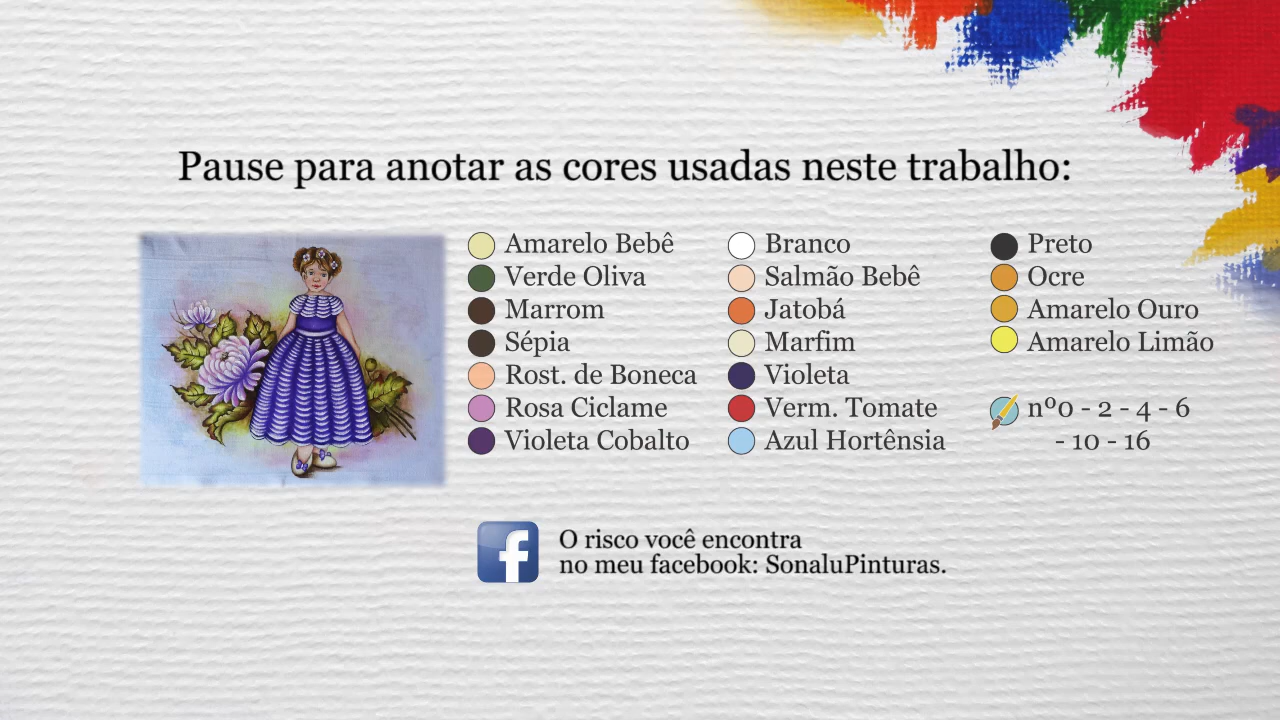 Pause para anotar as cores usadas neste trabalho:
Amarelo Bebê
Verde Oliva
Marrom
Sépia
Rost. de Boneca
Rosa Ciclame
Violeta Cobalto
Branco
Salmão Bebê
Jatobá
Marfim
Violeta
Verm. Tomate
Azul Hortênsia
Preto
Ocre
Amarelo Ouro
Amarelo Limão
nº0 - 2 - 4 - 6
- 10 - 16
O risco você encontra
no meu facebook: SonaluPinturas.